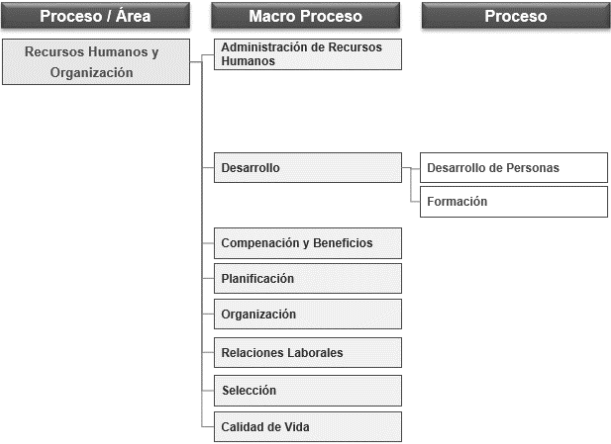 Proceso / Área
Macro Proceso
Proceso
Recursos Humanos y
Organización
Administración de Recursos
Humanos
Desarrollo
Desarrollo de Personas
Formación
Compenación y Beneficios
Planificación
Organización
Relaciones Laborales
Selección
Calidad de Vida